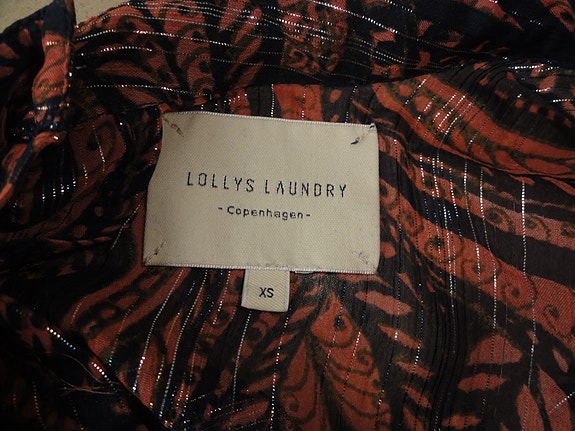 LOLLYS LAUNDRY
- Copenhagen -
XS